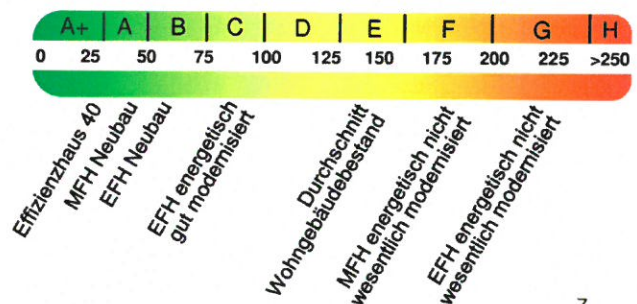 A+ A B C D E F G H
0 25 50 75 100 125 150 175 200 225 >250
Effizienzhaus 40
MFH Neubau
EFH Neubau
EFH energetisch
gut modernisiert
Durchschnitt
Wohngebäudebestand
MFH energetisch nicht
wesentlich modernisiert
EFH energetisch nicht
wesentlich modernisiert